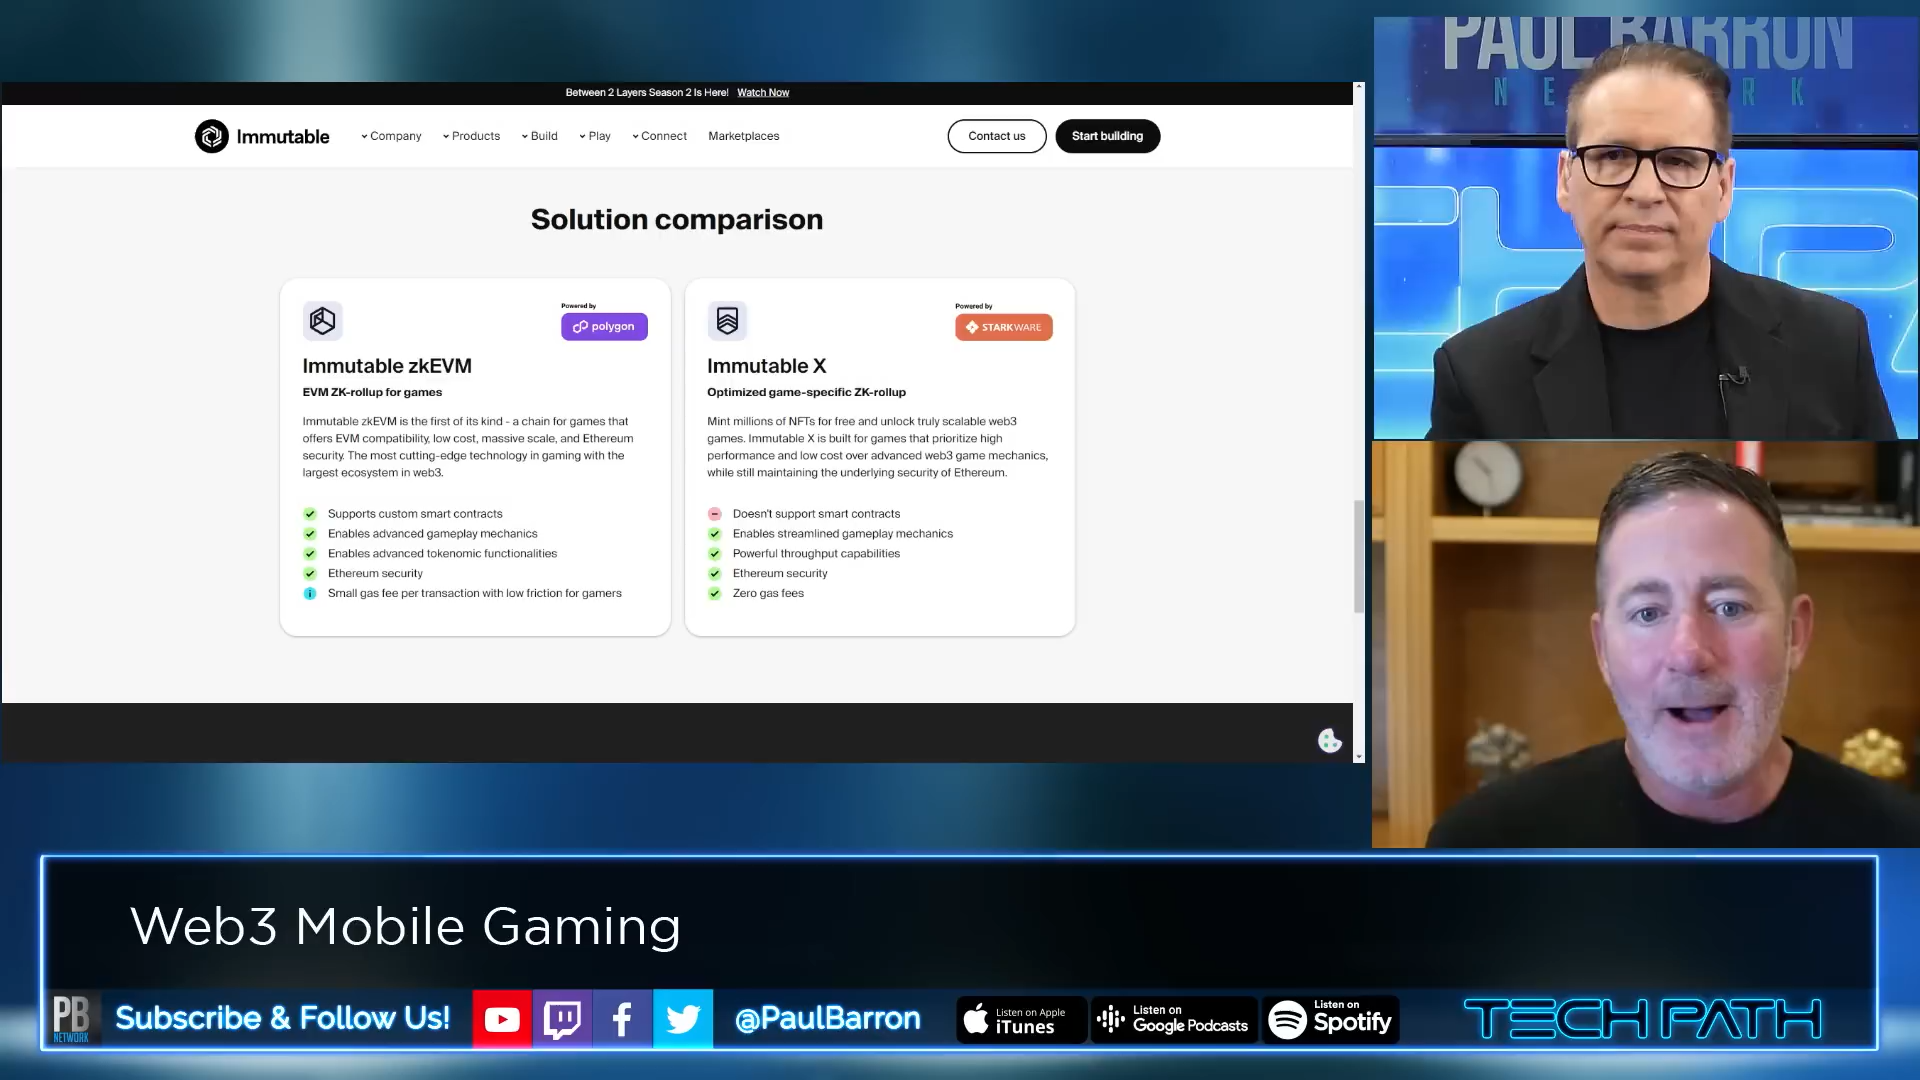 Between 2 Layers Season 2 Is Here! Watch Now
Immutable
Company
Products
Build
Play
Connect
Marketplaces
Contact us
Start building
Solution comparison
Powered by
polygon
Immutable zkEVM
EVM ZK-rollup for games
Immutable zkEVM is the first of its kind - a chain for games that
offers EVM compatibility, low cost, massive scale, and Ethereum
security. The most cutting-edge technology in gaming with the
largest ecosystem in web3.
Supports custom smart contracts
Enables advanced gameplay mechanics
Enables advanced tokenomic functionalities
Ethereum security
Small gas fee per transaction with low friction for gamers
Powered by
STARKWARE
Immutable X
Optimized game-specific ZK-rollup
Mint millions of NFTs for free and unlock truly scalable web3
games. Immutable X is built for games that prioritize high
performance and low cost over advanced web3 game mechanics,
while still maintaining the underlying security of Ethereum.
Doesn't support smart contracts
Enables streamlined gameplay mechanics
Powerful throughput capabilities
Ethereum security
Zero gas fees
PAUL BARRON
Web3 Mobile Gaming
PB
NETWORK
Subscribe & Follow Us!
@PaulBarron
Listen on Apple
iTunes
Listen on
Google Podcasts
Listen on
Spotify
TECH PATH